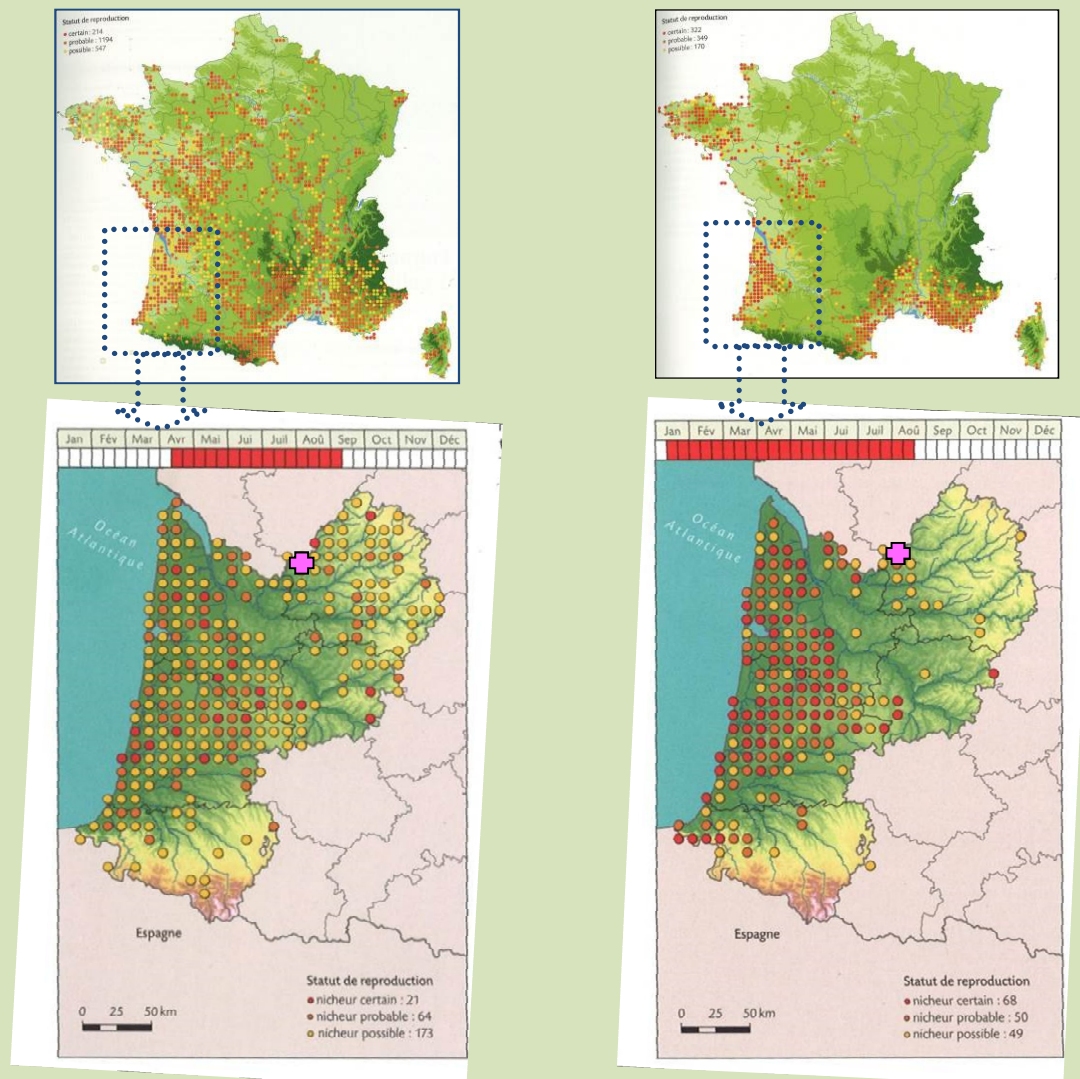 Statut de reproduction
certain : 214
probable : 1194
possible : 547
Statut de reproduction
certain : 322
probable : 349
possible : 170
Jan Fév Mar Avr Mai Jui Juil Aoû Sep Oct Nov Déc
Océan
Atlantique
Espagne
Statut de reproduction
nicheur certain : 21
nicheur probable : 64
nicheur possible : 173
0 25 50 km
Jan Fév Mar Avr Mai Jui Juil Aoû Sep Oct Nov Déc
Océan
Atlantique
Espagne
Statut de reproduction
nicheur certain : 68
nicheur probable : 50
nicheur possible : 49
0 25 50 km